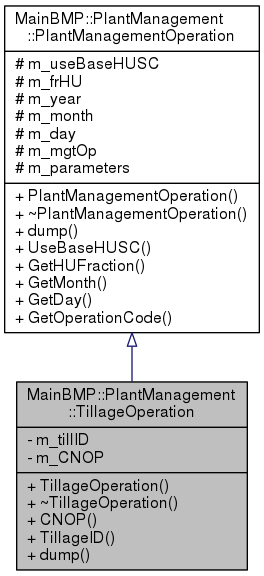 MainBMP::PlantManagement
::PlantManagementOperation
# m_useBaseHUSC
# m_frHU
# m_year
# m_month
# m_day
# m_mgtOp
# m_parameters
+ PlantManagementOperation()
+ ~PlantManagementOperation()
+ dump()
+ UseBaseHUSC()
+ GetHUFraction()
+ GetMonth()
+ GetDay()
+ GetOperationCode()
MainBMP::PlantManagement
::TillageOperation
- m_tillID
- m_CNOP
+ TillageOperation()
+ ~TillageOperation()
+ CNOP()
+ TillageID()
+ dump()